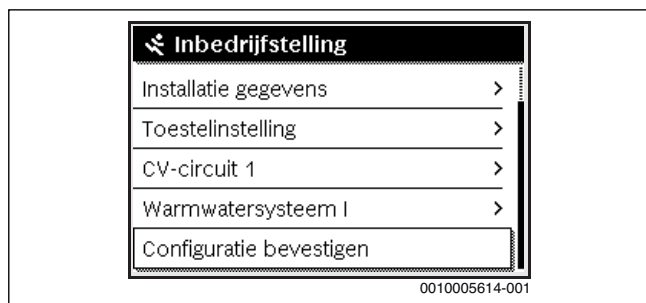 Inbedrijfstelling
Installatie gegevens >
Toestelinstelling >
CV-circuit 1 >
Warmwatersysteem I >
Configuratie bevestigen
0010005614-001